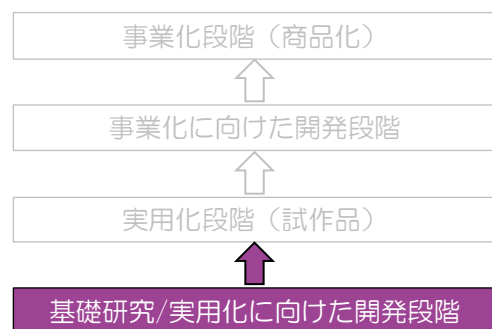 事業化段階（商品化）
事業化に向けた開発段階
実用化段階（試作品）
基礎研究/実用化に向けた開発段階